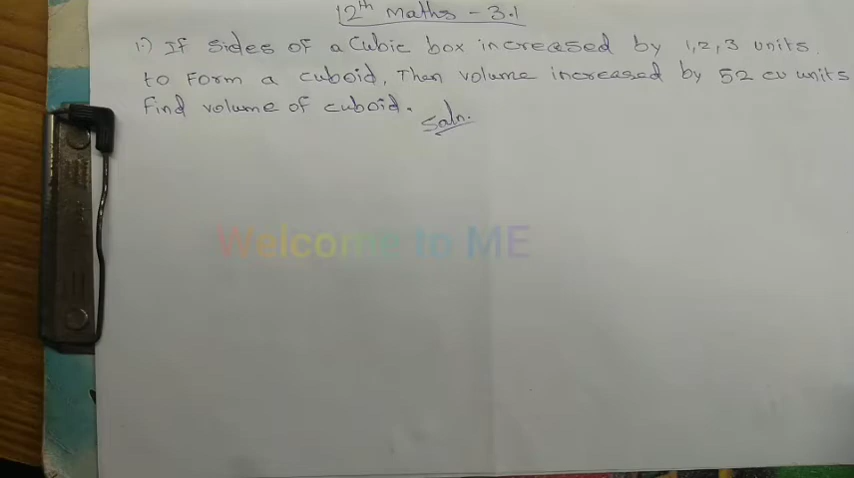 12th Maths - 3.1
1.) If sides of a cubic box increased by 1,2,3 units
to form a cuboid, Then volume increased by 52 cu units
Find volume of cuboid.
Soln.
Welcome to ME